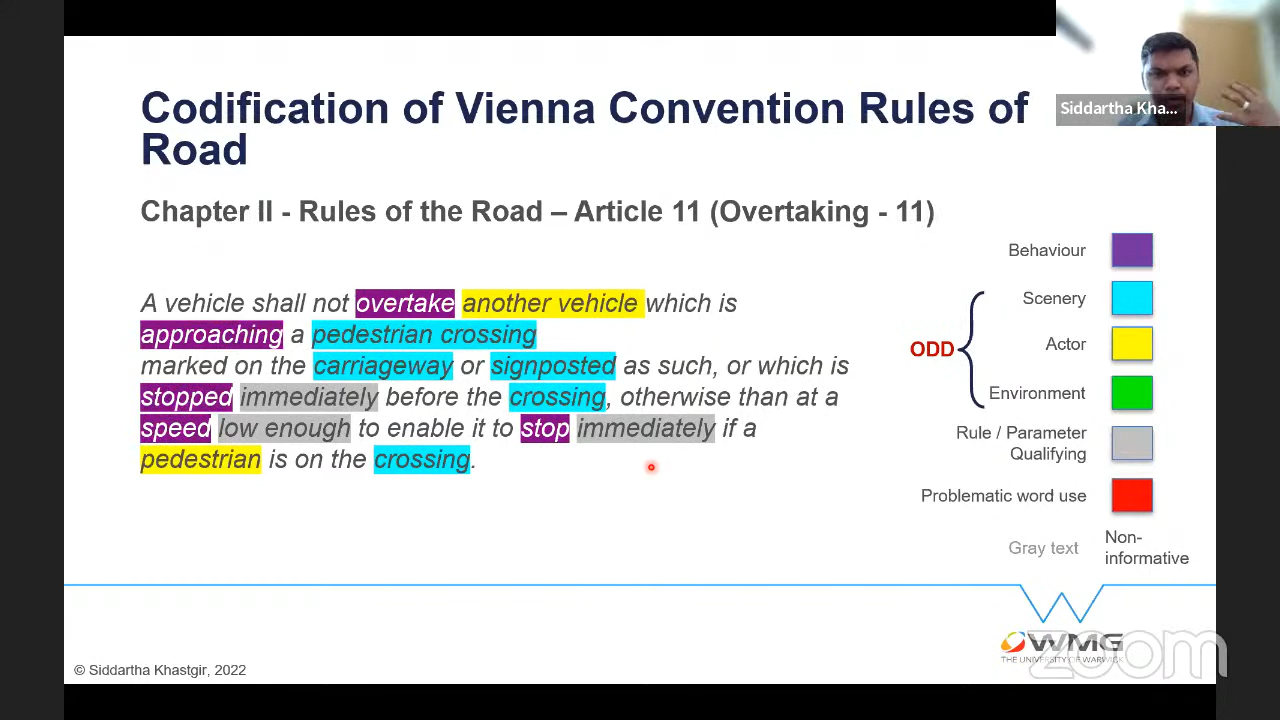 Siddartha Kha...
Codification of Vienna Convention Rules of
Road
Chapter II - Rules of the Road – Article 11 (Overtaking - 11)
A vehicle shall not overtake another vehicle which is
approaching a pedestrian crossing
marked on the carriageway or signposted as such, or which is
stopped immediately before the crossing, otherwise than at a
speed low enough to enable it to stop immediately if a
pedestrian is on the crossing.
Behaviour
ODD
Scenery
Actor
Environment
Rule / Parameter
Qualifying
Problematic word use
Gray text
Non-
informative
WMG
THE UNIVERSITY OF WARWICK
zoom
© Siddartha Khastgir, 2022